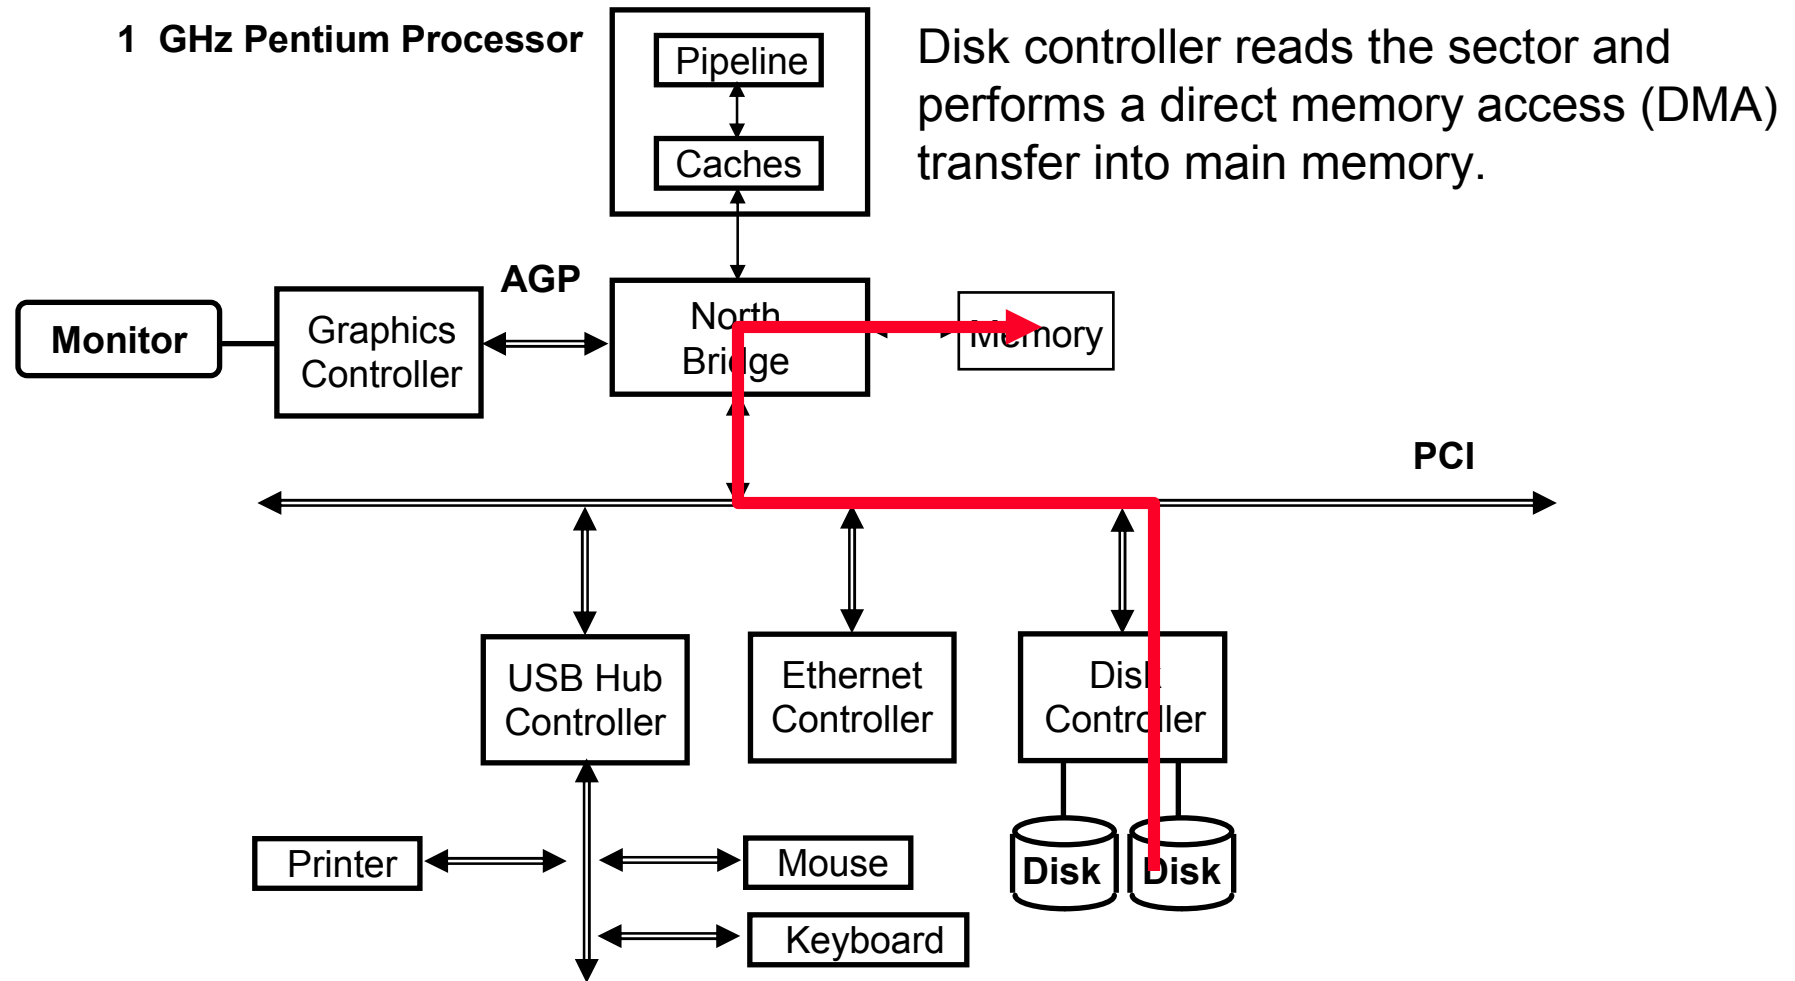 1 GHz Pentium Processor
Pipeline
Caches
Disk controller reads the sector and
performs a direct memory access (DMA)
transfer into main memory.
AGP
Monitor
Graphics
Controller
North
Bridge
Memory
PCI
USB Hub
Controller
Ethernet
Controller
Disk
Controller
Printer
Mouse
Disk
Disk
Keyboard